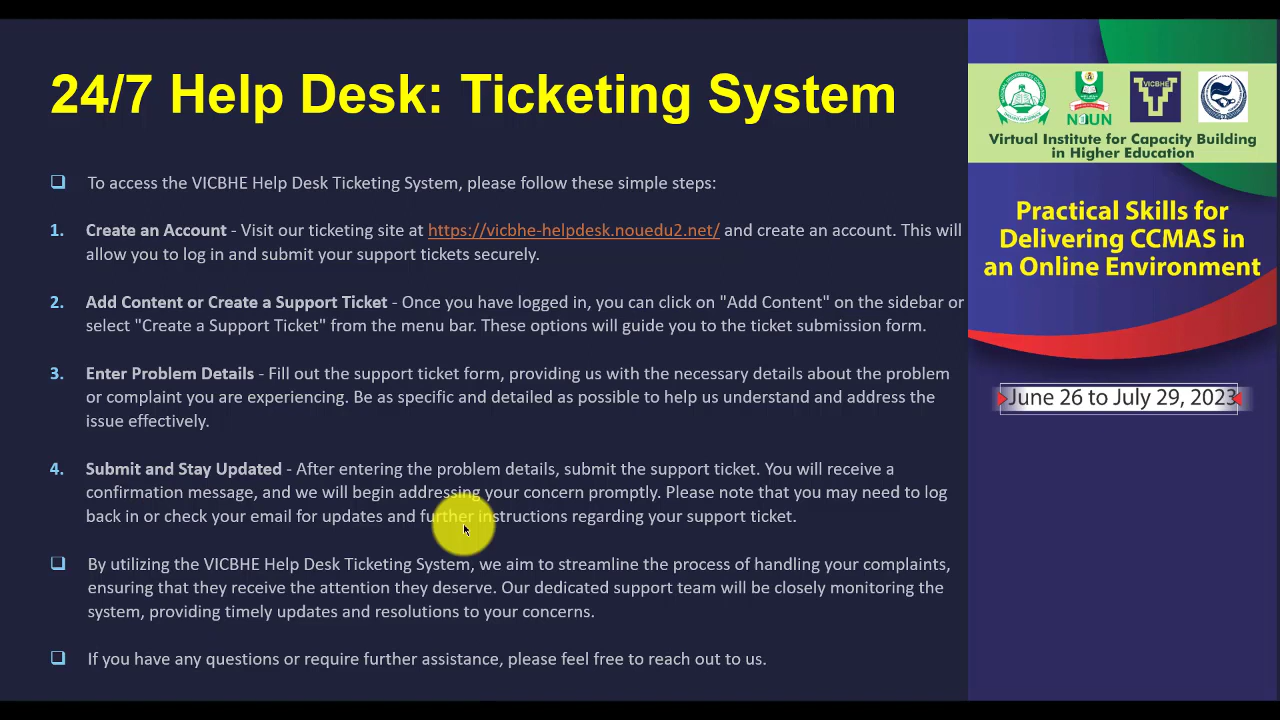 24/7 Help Desk: Ticketing System
To access the VICBHE Help Desk Ticketing System, please follow these simple steps:
1. Create an Account - Visit our ticketing site at https://vicbhe-helpdesk.nouedu2.net/ and create an account. This will
allow you to log in and submit your support tickets securely.
2. Add Content or Create a Support Ticket - Once you have logged in, you can click on "Add Content" on the sidebar or
select "Create a Support Ticket" from the menu bar. These options will guide you to the ticket submission form.
3. Enter Problem Details - Fill out the support ticket form, providing us with the necessary details about the problem
or complaint you are experiencing. Be as specific and detailed as possible to help us understand and address the
issue effectively.
4. Submit and Stay Updated - After entering the problem details, submit the support ticket. You will receive a
confirmation message, and we will begin addressing your concern promptly. Please note that you may need to log
back in or check your email for updates and further instructions regarding your support ticket.
By utilizing the VICBHE Help Desk Ticketing System, we aim to streamline the process of handling your complaints,
ensuring that they receive the attention they deserve. Our dedicated support team will be closely monitoring the
system, providing timely updates and resolutions to your concerns.
If you have any questions or require further assistance, please feel free to reach out to us.
NOUN
VICBHE
Virtual Institute for Capacity Building
in Higher Education
Practical Skills for
Delivering CCMAS in
an Online Environment
June 26 to July 29, 2023